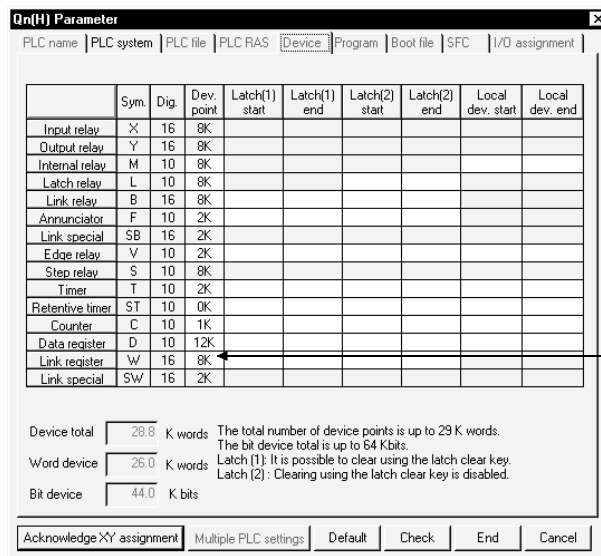 Qn(H) Parameter
PLC name PLC system PLC file PLC RAS Device Program Boot file SFC I/O assignment
Sym. Dig. Dev. point Latch(1) start Latch(1) end Latch(2) start Latch(2) end Local dev. start Local dev. end
Input relay X 16 8K
Output relay Y 16 8K
Internal relay M 10 8K
Latch relay L 10 8K
Link relay B 16 8K
Annunciator F 10 2K
Link special SB 16 2K
Edge relay V 10 2K
Step relay S 10 8K
Timer T 10 2K
Retentive timer ST 10 0K
Counter C 10 1K
Data register D 10 12K
Link register W 16 8K
Link special SW 16 2K
Device total 28.8 K words
The total number of device points is up to 29 K words.
The bit device total is up to 64 Kbits.
Word device 26.0 K words
Latch (1): It is possible to clear using the latch clear key.
Latch (2) : Clearing using the latch clear key is disabled.
Bit device 44.0 K bits
Acknowledge XY assignment Multiple PLC settings Default Check End Cancel